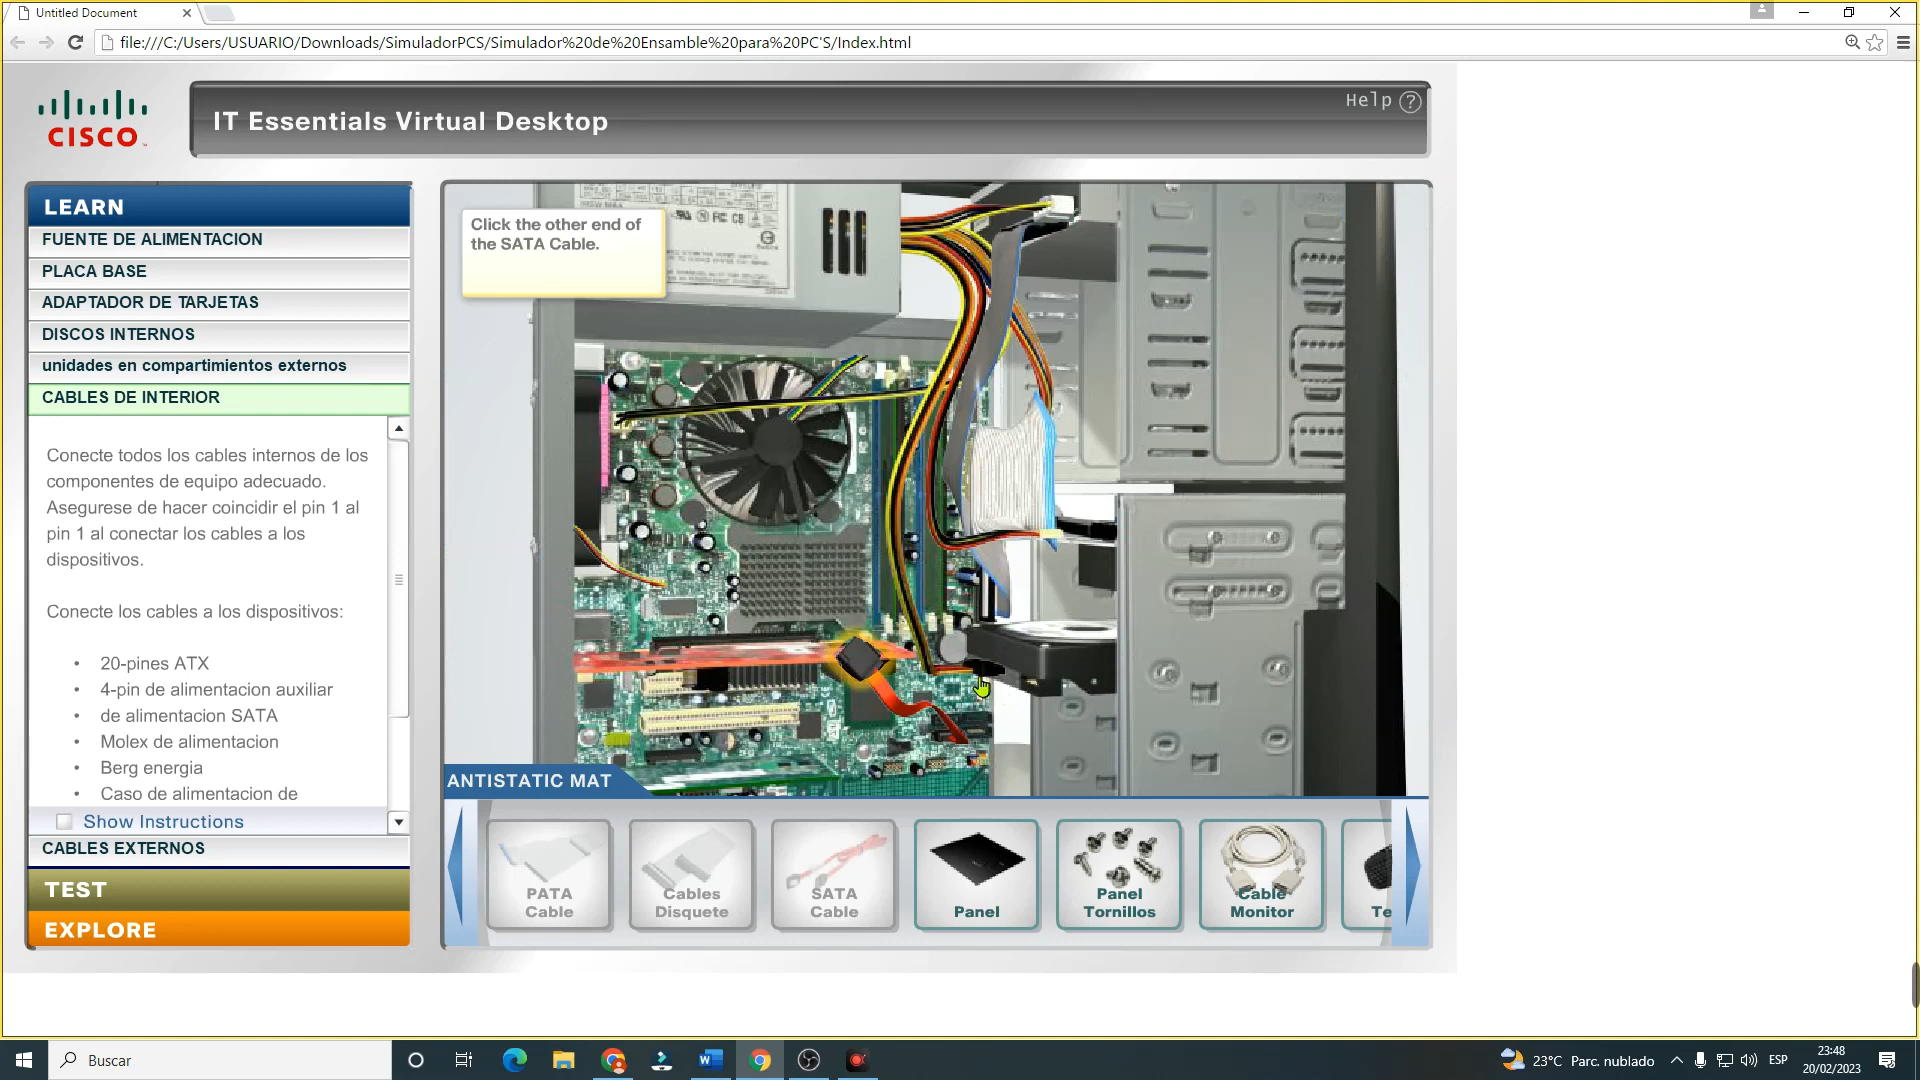 Untitled Document
file:///C:/Users/USUARIO/Downloads/SimuladorPCS/Simulador%20de%20Ensamble%20para%20PC'S/Index.html
CISCO
IT Essentials Virtual Desktop
Help ?
LEARN
FUENTE DE ALIMENTACION
PLACA BASE
ADAPTADOR DE TARJETAS
DISCOS INTERNOS
unidades en compartimientos externos
CABLES DE INTERIOR
Conecte todos los cables internos de los
componentes de equipo adecuado.
Asegurese de hacer coincidir el pin 1 al
pin 1 al conectar los cables a los
dispositivos.
Conecte los cables a los dispositivos:
• 20-pines ATX
• 4-pin de alimentacion auxiliar
• de alimentacion SATA
• Molex de alimentacion
• Berg energia
• Caso de alimentacion de
Show Instructions
CABLES EXTERNOS
TEST
EXPLORE
Click the other end of
the SATA Cable.
ANTISTATIC MAT
PATA
Cable
Cables
Disquete
SATA
Cable
Panel
Panel
Tornillos
Cable
Monitor
Te
Buscar
23°C Parc. nublado
ESP
23:48
20/02/2023